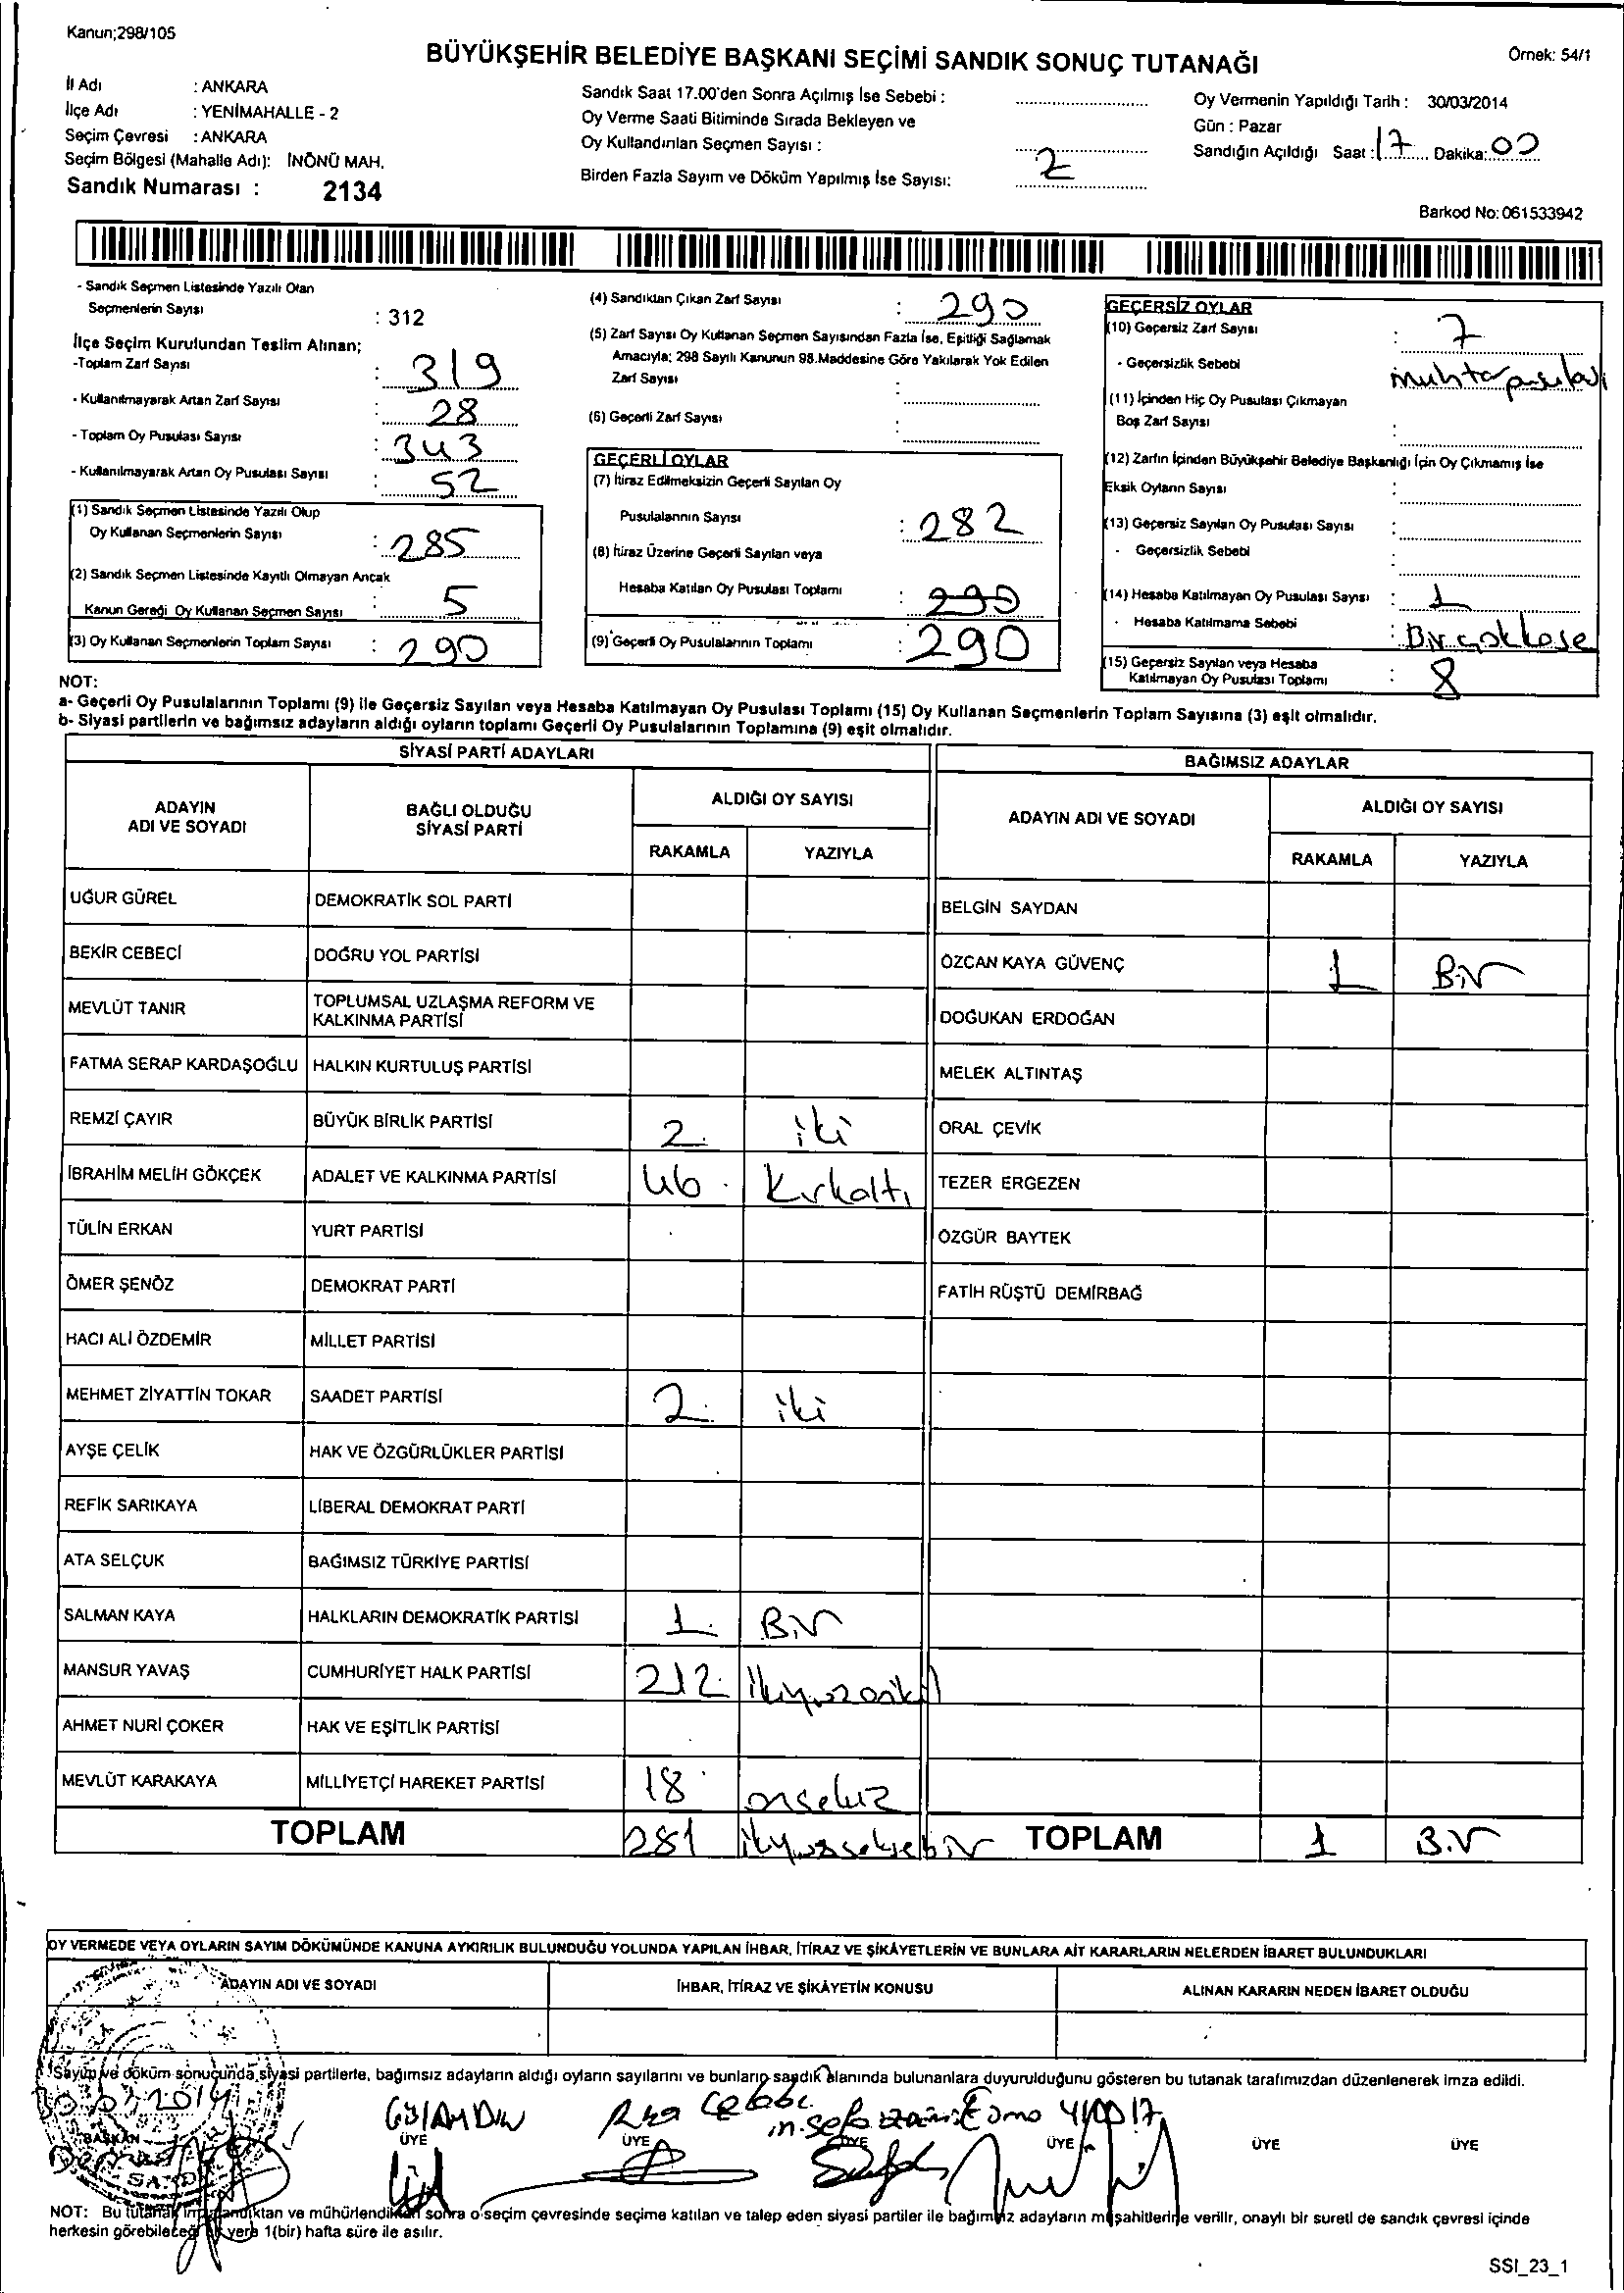 Kanun;298/105
BÜYÜKŞEHİR BELEDİYE BAŞKANI SEÇİMİ SANDIK SONUÇ TUTANAĞI
Örnek: 54/1
İl Adı : ANKARA
İlçe Adı : YENİMAHALLE - 2
Seçim Çevresi : ANKARA
Seçim Bölgesi (Mahalle Adı): İNÖNÜ MAH.
Sandık Numarası : 2134
Sandık Saat 17.00'den Sonra Açılmış İse Sebebi :
Oy Verme Saati Bitiminde Sırada Bekleyen ve
Oy Kullandırılan Seçmen Sayısı :
Birden Fazla Sayım ve Döküm Yapılmış İse Sayısı: 2
Oy Vermenin Yapıldığı Tarih : 30/03/2014
Gün : Pazar
Sandığın Açıldığı Saat : 17 Dakika: 00
Barkod No: 061533942
- Sandık Seçmen Listesinde Yazılı Olan
Seçmenlerin Sayısı : 312
İlçe Seçim Kurulundan Teslim Alınan;
-Toplam Zarf Sayısı : 319
- Kullanılmayarak Artan Zarf Sayısı : 28
- Toplam Oy Pusulası Sayısı : 343
- Kullanılmayarak Artan Oy Pusulası Sayısı : 52
(1) Sandık Seçmen Listesinde Yazılı Olup
Oy Kullanan Seçmenlerin Sayısı : 285
(2) Sandık Seçmen Listesinde Kayıtlı Olmayan Ancak
Kanun Gereği Oy Kullanan Seçmen Sayısı : 5
(3) Oy Kullanan Seçmenlerin Toplam Sayısı : 290
(4) Sandıktan Çıkan Zarf Sayısı : 290
(5) Zarf Sayısı Oy Kullanan Seçmen Sayısından Fazla İse, Eşitliği Sağlamak
Amacıyla; 298 Sayılı Kanunun 98.Maddesine Göre Yakılarak Yok Edilen
Zarf Sayısı :
(6) Geçerli Zarf Sayısı :
GEÇERLİ OYLAR
(7) İtiraz Edilmeksizin Geçerli Sayılan Oy
Pusulalarının Sayısı : 282
(8) İtiraz Üzerine Geçerli Sayılan veya
Hesaba Katılan Oy Pusulası Toplamı : 290
(9) Geçerli Oy Pusulalarının Toplamı : 290
GEÇERSİZ OYLAR
(10) Geçersiz Zarf Sayısı : 7
- Geçersizlik Sebebi muhtar
(11) İçinden Hiç Oy Pusulası Çıkmayan
Boş Zarf Sayısı :
(12) Zarfın İçinden Büyükşehir Belediye Başkanlığı İçin Oy Çıkmamış İse
Eksik Oyların Sayısı :
(13) Geçersiz Sayılan Oy Pusulası Sayısı :
- Geçersizlik Sebebi :
(14) Hesaba Katılmayan Oy Pusulası Sayısı : 1
- Hesaba Katılmama Sebebi : Birçok kaşe
(15) Geçersiz Sayılan veya Hesaba
Katılmayan Oy Pusulası Toplamı : 8
NOT:
a- Geçerli Oy Pusulalarının Toplamı (9) ile Geçersiz Sayılan veya Hesaba Katılmayan Oy Pusulası Toplamı (15) Oy Kullanan Seçmenlerin Toplam Sayısına (3) eşit olmalıdır.
b- Siyasi partilerin ve bağımsız adayların aldığı oyların toplamı Geçerli Oy Pusulalarının Toplamına (9) eşit olmalıdır.
SİYASİ PARTİ ADAYLARI
ADAYIN ADI VE SOYADI
BAĞLI OLDUĞU SİYASİ PARTİ
ALDIĞI OY SAYISI
RAKAMLA YAZIYLA
UĞUR GÜREL DEMOKRATİK SOL PARTİ
BEKİR CEBECİ DOĞRU YOL PARTİSİ
MEVLÜT TANIR TOPLUMSAL UZLAŞMA REFORM VE KALKINMA PARTİSİ
FATMA SERAP KARDAŞOĞLU HALKIN KURTULUŞ PARTİSİ
REMZİ ÇAYIR BÜYÜK BİRLİK PARTİSİ 2 iki
İBRAHİM MELİH GÖKÇEK ADALET VE KALKINMA PARTİSİ 46 Kırkaltı
TÜLİN ERKAN YURT PARTİSİ
ÖMER ŞENÖZ DEMOKRAT PARTİ
HACI ALİ ÖZDEMİR MİLLET PARTİSİ
MEHMET ZİYATTİN TOKAR SAADET PARTİSİ 2 iki
AYŞE ÇELİK HAK VE ÖZGÜRLÜKLER PARTİSİ
REFİK SARIKAYA LİBERAL DEMOKRAT PARTİ
ATA SELÇUK BAĞIMSIZ TÜRKİYE PARTİSİ
SALMAN KAYA HALKLARIN DEMOKRATİK PARTİSİ 1 Bir
MANSUR YAVAŞ CUMHURİYET HALK PARTİSİ 212 ikiyüzoniki
AHMET NURİ ÇOKER HAK VE EŞİTLİK PARTİSİ
MEVLÜT KARAKAYA MİLLİYETÇİ HAREKET PARTİSİ 18 onsekiz
TOPLAM 281 ikiyüzseksebir
BAĞIMSIZ ADAYLAR
ADAYIN ADI VE SOYADI
ALDIĞI OY SAYISI
RAKAMLA YAZIYLA
BELGİN SAYDAN
ÖZCAN KAYA GÜVENÇ 1 Bir
DOĞUKAN ERDOĞAN
MELEK ALTINTAŞ
ORAL ÇEVİK
TEZER ERGEZEN
ÖZGÜR BAYTEK
FATİH RÜŞTÜ DEMİRBAĞ
TOPLAM 1 Bir
OY VERMEDE VEYA OYLARIN SAYIM DÖKÜMÜNDE KANUNA AYKIRILIK BULUNDUĞU YOLUNDA YAPILAN İHBAR, İTİRAZ VE ŞİKÂYETLERİN VE BUNLARA AİT KARARLARIN NELERDEN İBARET BULUNDUKLARI
ADAYIN ADI VE SOYADI
İHBAR, İTİRAZ VE ŞİKÂYETİN KONUSU
ALINAN KARARIN NEDEN İBARET OLDUĞU
Sayım ve döküm sonucunda siyasi partilerle, bağımsız adayların aldığı oyların sayılarını ve bunların sandık alanında bulunanlara duyurulduğunu gösteren bu tutanak tarafımızdan düzenlenerek imza edildi.
BAŞKAN ÜYE ÜYE ÜYE ÜYE ÜYE ÜYE
NOT: Bu tutanak imzalandıktan ve mühürlendikten sonra o seçim çevresinde seçime katılan ve talep eden siyasi partiler ile bağımsız adayların müşahitlerine verilir, onaylı bir sureti de sandık çevresi içinde
herkesin görebileceği bir yere 1(bir) hafta süre ile asılır.
SSI_23_1